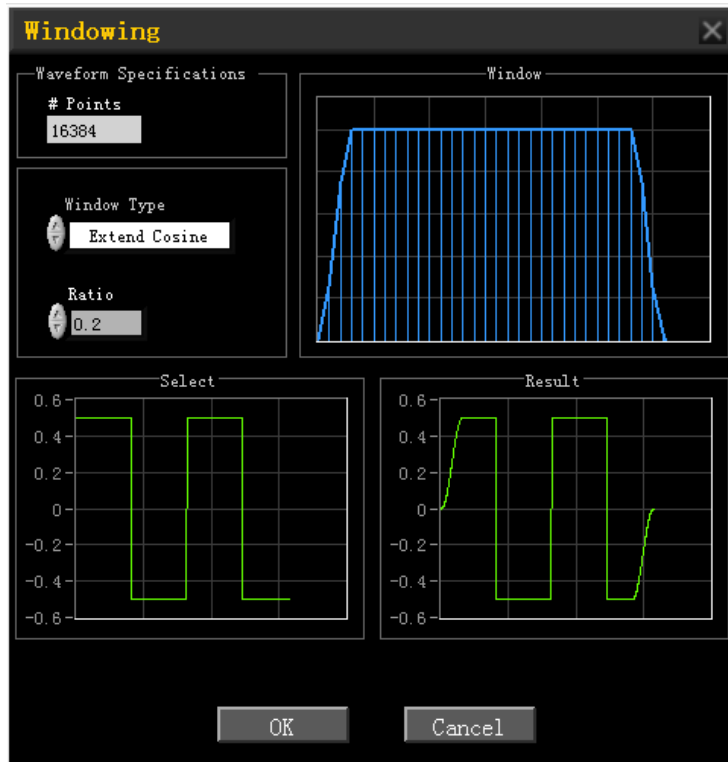 Windowing
Waveform Specifications
# Points
16384
Window Type
Extend Cosine
Ratio
0.2
Window
Select
0.6
0.4
0.2
0
-0.2
-0.4
-0.6
Result
0.6
0.4
0.2
0
-0.2
-0.4
-0.6
OK
Cancel